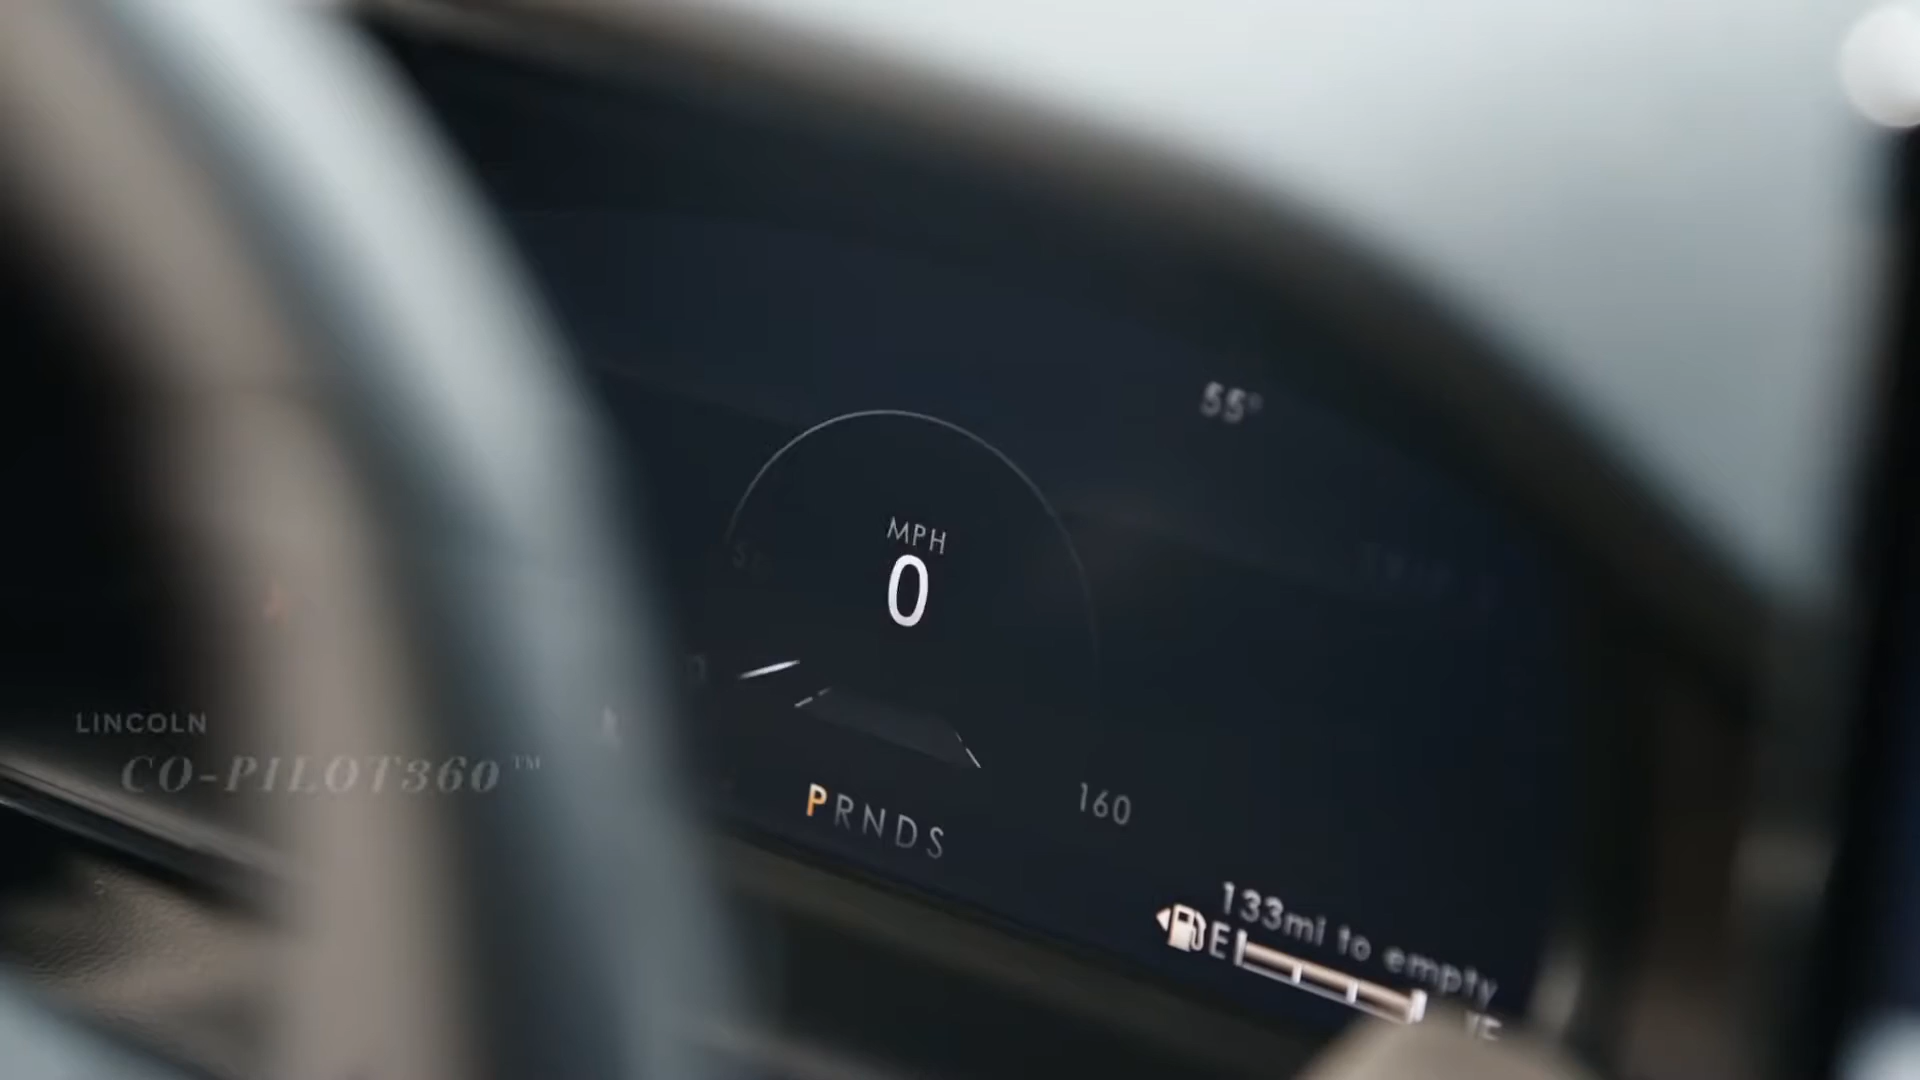 55°
MPH
0
LINCOLN
CO-PILOT360™
160
PRNDS
133mi to empty
E